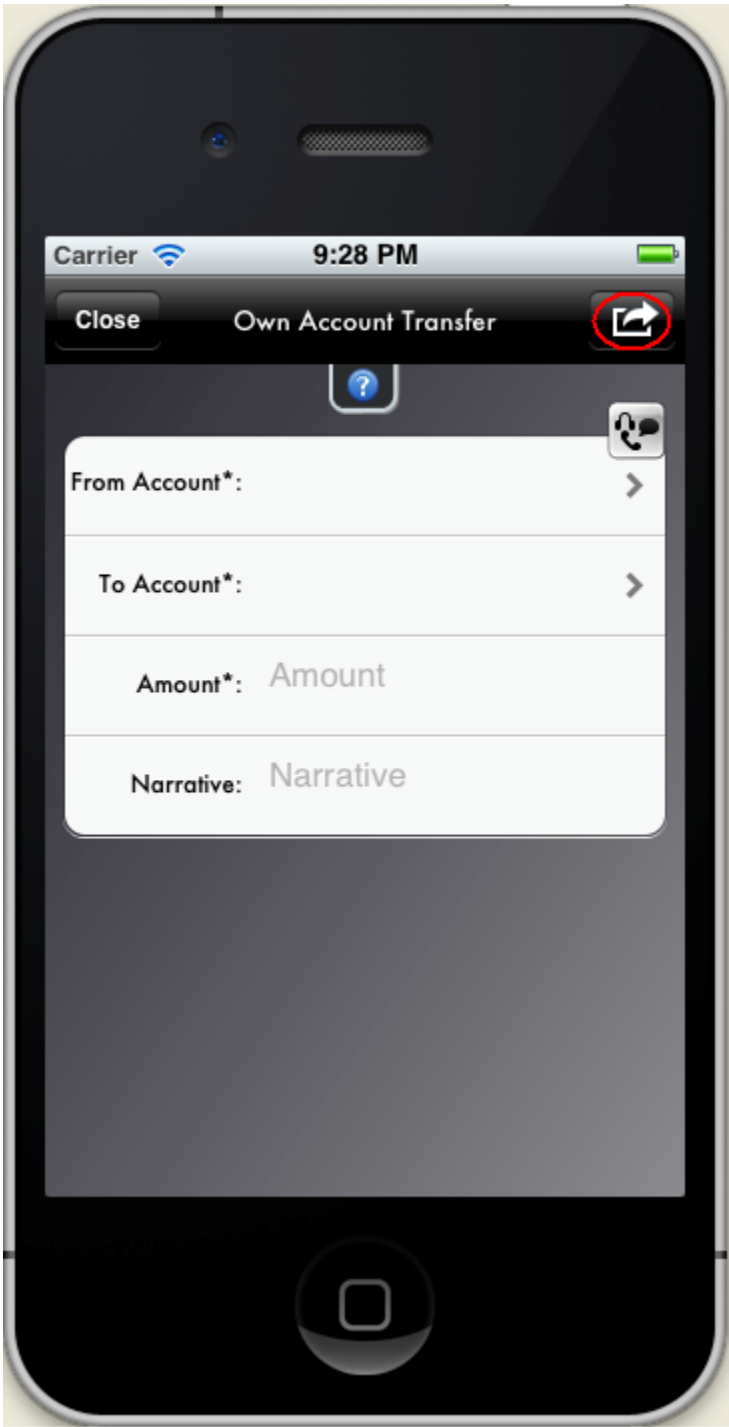 Carrier 9:28 PM
Close Own Account Transfer
?
From Account*:
To Account*:
Amount*: Amount
Narrative: Narrative